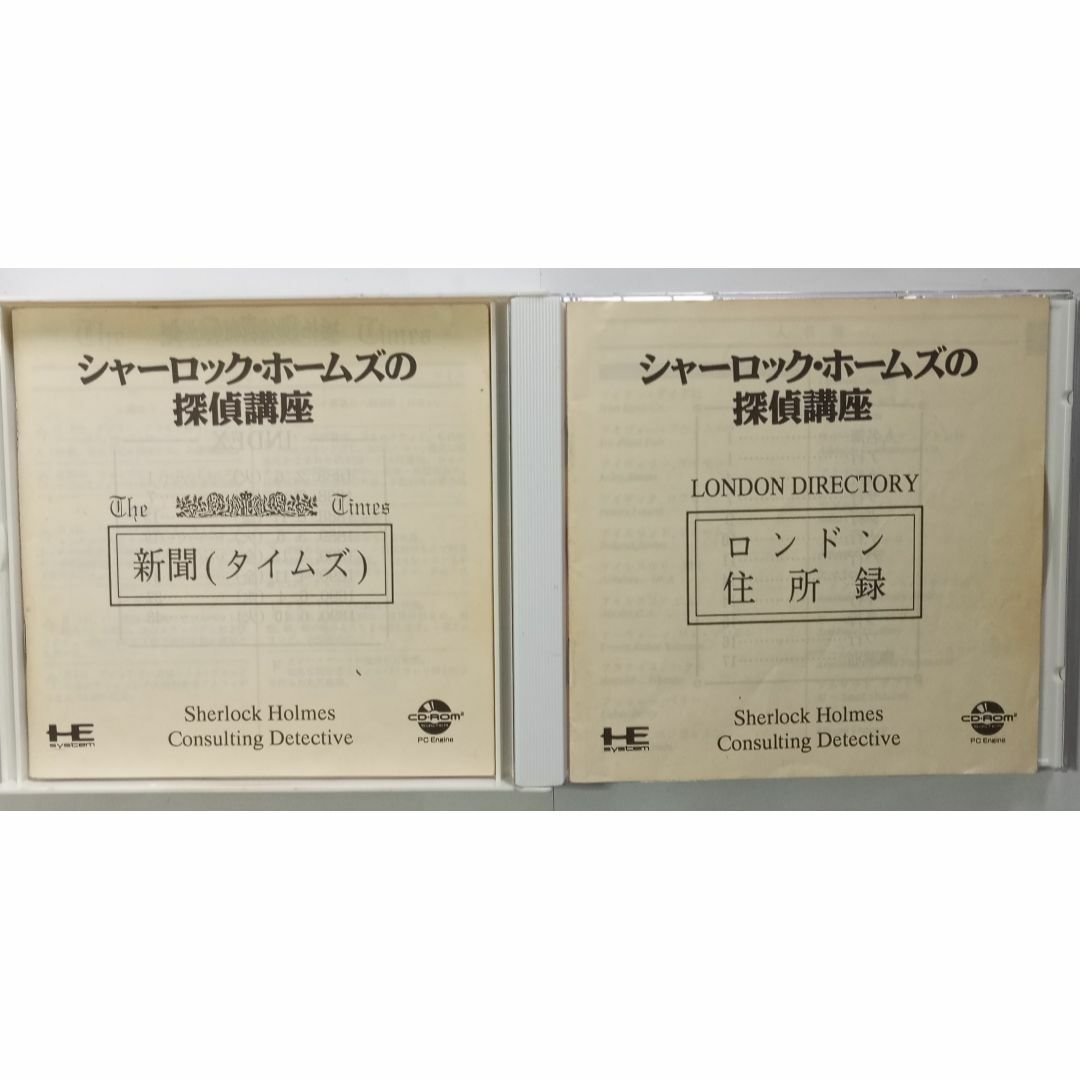 シャーロック・ホームズの
探偵講座
The Times
新聞(タイムズ)
Sherlock Holmes
Consulting Detective
HE
system
CD-ROM²
PC Engine
シャーロック・ホームズの
探偵講座
LONDON DIRECTORY
ロンドン
住所録
Sherlock Holmes
Consulting Detective
HE
system
CD-ROM²
PC Engine